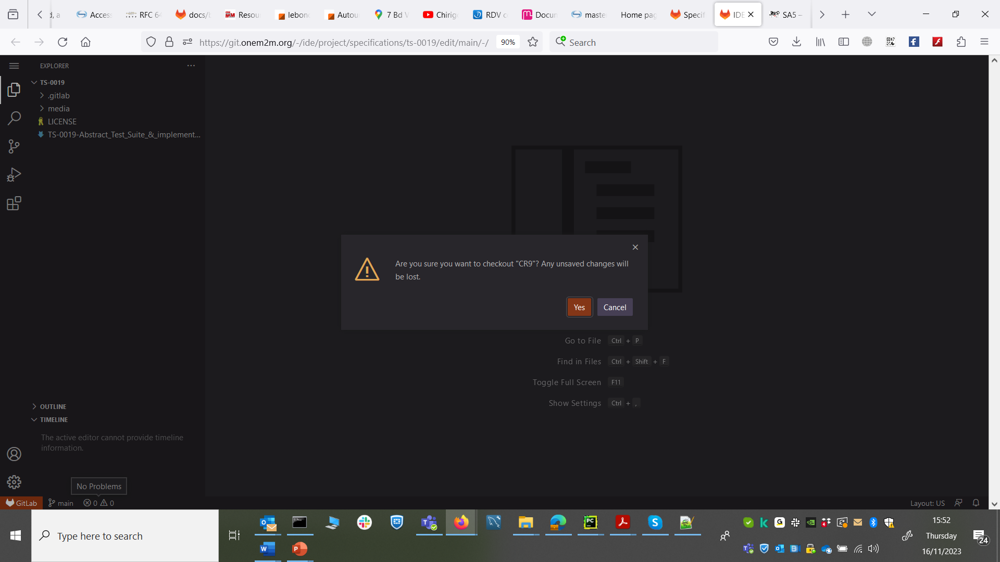 d, a
Access
RFC 64
docs/b
Resou
lebon
Autou
7 Bd V
Chirig
RDV c
Docun
maste
Home pag
Specif
IDE
SA5 –
https://git.onem2m.org/-/ide/project/specifications/ts-0019/edit/main/-/
90%
Search
EXPLORER
TS-0019
.gitlab
media
LICENSE
TS-0019-Abstract_Test_Suite_&_implement...
Are you sure you want to checkout "CR9"? Any unsaved changes will
be lost.
Yes
Cancel
Go to File Ctrl + P
Find in Files Ctrl + Shift + F
Toggle Full Screen F11
Show Settings Ctrl + ,
OUTLINE
TIMELINE
The active editor cannot provide timeline
information.
No Problems
GitLab main 0 0
Layout: US
Type here to search
15:52
Thursday
16/11/2023
24